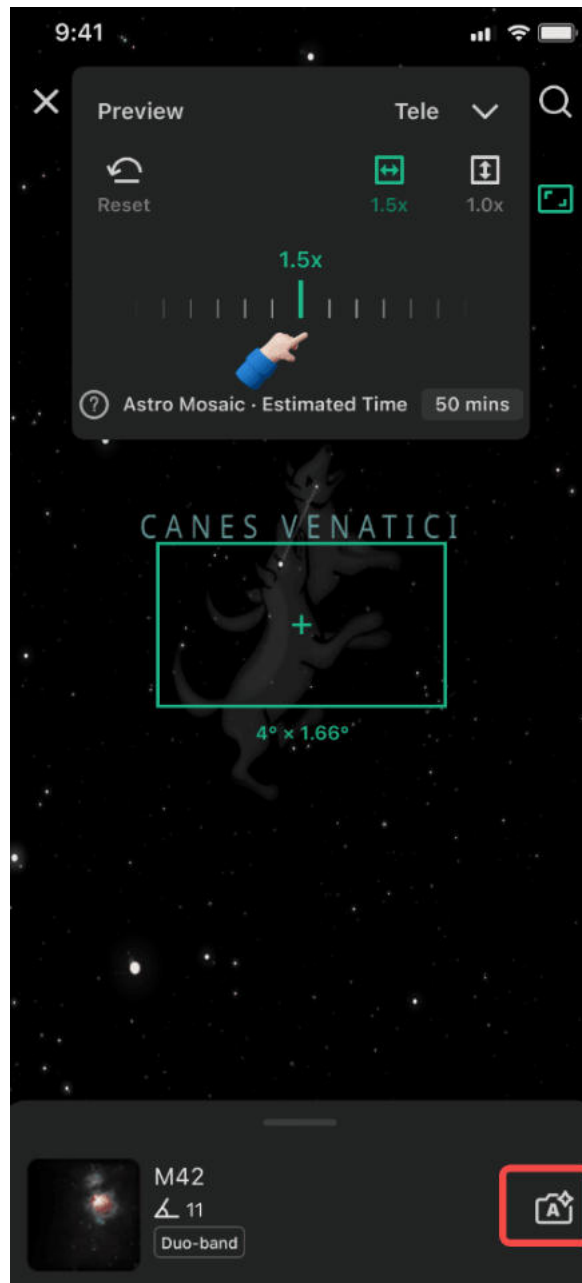 9:41
Preview Tele
Reset 1.5x 1.0x
1.5x
? Astro Mosaic · Estimated Time 50 mins
CANES VENATICI
4° × 1.66°
M42
11
Duo-band
A